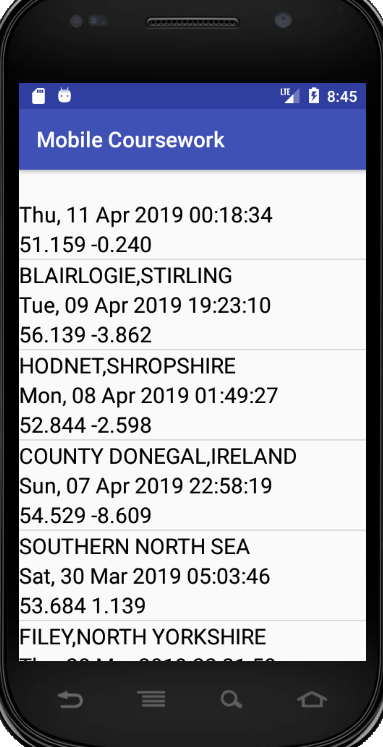 LTE 8:45
Mobile Coursework
Thu, 11 Apr 2019 00:18:34
51.159 -0.240
BLAIRLOGIE,STIRLING
Tue, 09 Apr 2019 19:23:10
56.139 -3.862
HODNET,SHROPSHIRE
Mon, 08 Apr 2019 01:49:27
52.844 -2.598
COUNTY DONEGAL,IRELAND
Sun, 07 Apr 2019 22:58:19
54.529 -8.609
SOUTHERN NORTH SEA
Sat, 30 Mar 2019 05:03:46
53.684 1.139
FILEY,NORTH YORKSHIRE